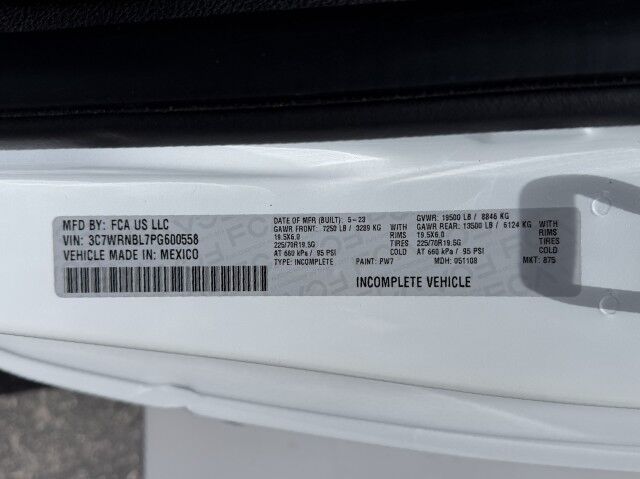 MFD BY: FCA US LLC
VIN: 3C7WRNBL7PG600558
VEHICLE MADE IN: MEXICO
DATE OF MFR (BUILT): 5-23 GVWR: 19500 LB / 8846 KG
GAWR FRONT: 7250 LB / 3289 KG WITH GAWR REAR: 13500 LB / 6124 KG WITH
19.5X6.0 RIMS 19.5X6.0 RIMS
225/70R19.5G TIRES 225/70R19.5G TIRES
AT 660 kPa / 95 PSI COLD AT 660 kPa / 95 PSI COLD
TYPE: INCOMPLETE PAINT: PW7 MDH: 051108 MKT: 875
INCOMPLETE VEHICLE